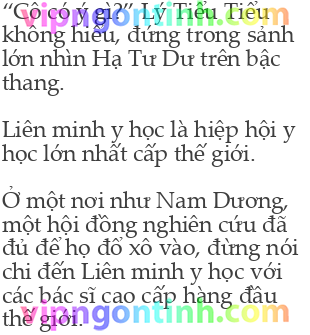 “Cô có ý gì?” Lý Tiểu Tiểu
không hiểu, đứng trong sảnh
lớn nhìn Hạ Tư Dư trên bậc
thang.
Liên minh y học là hiệp hội y
học lớn nhất cấp thế giới.
Ở một nơi như Nam Dương,
một hội đồng nghiên cứu đã
đủ để họ đổ xô vào, đừng nói
chi đến Liên minh y học với
các bác sĩ cao cấp hàng đầu
thế giới.
vipngontinh.com
vipngontinh.com